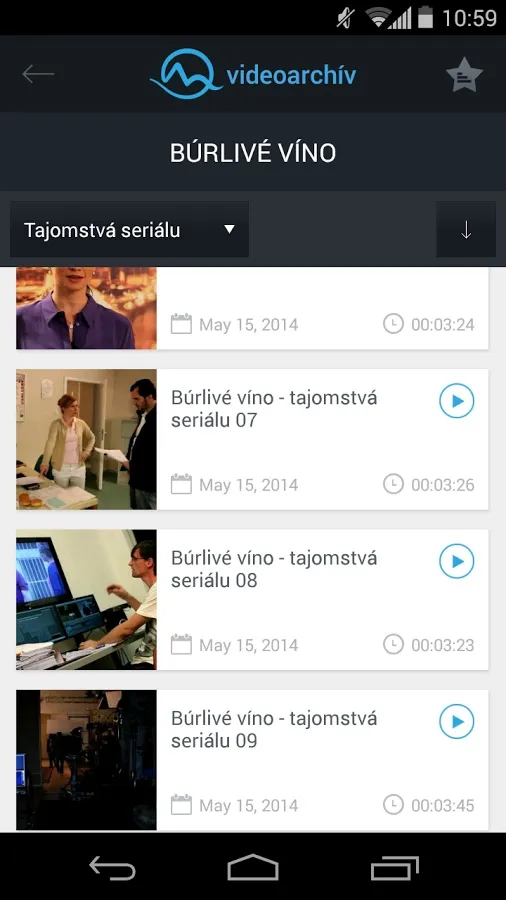 10:59
videoarchív
BÚRLIVÉ VÍNO
Tajomstvá seriálu
May 15, 2014 00:03:24
Búrlivé víno - tajomstvá
seriálu 07
May 15, 2014 00:03:26
Búrlivé víno - tajomstvá
seriálu 08
May 15, 2014 00:03:23
Búrlivé víno - tajomstvá
seriálu 09
May 15, 2014 00:03:45